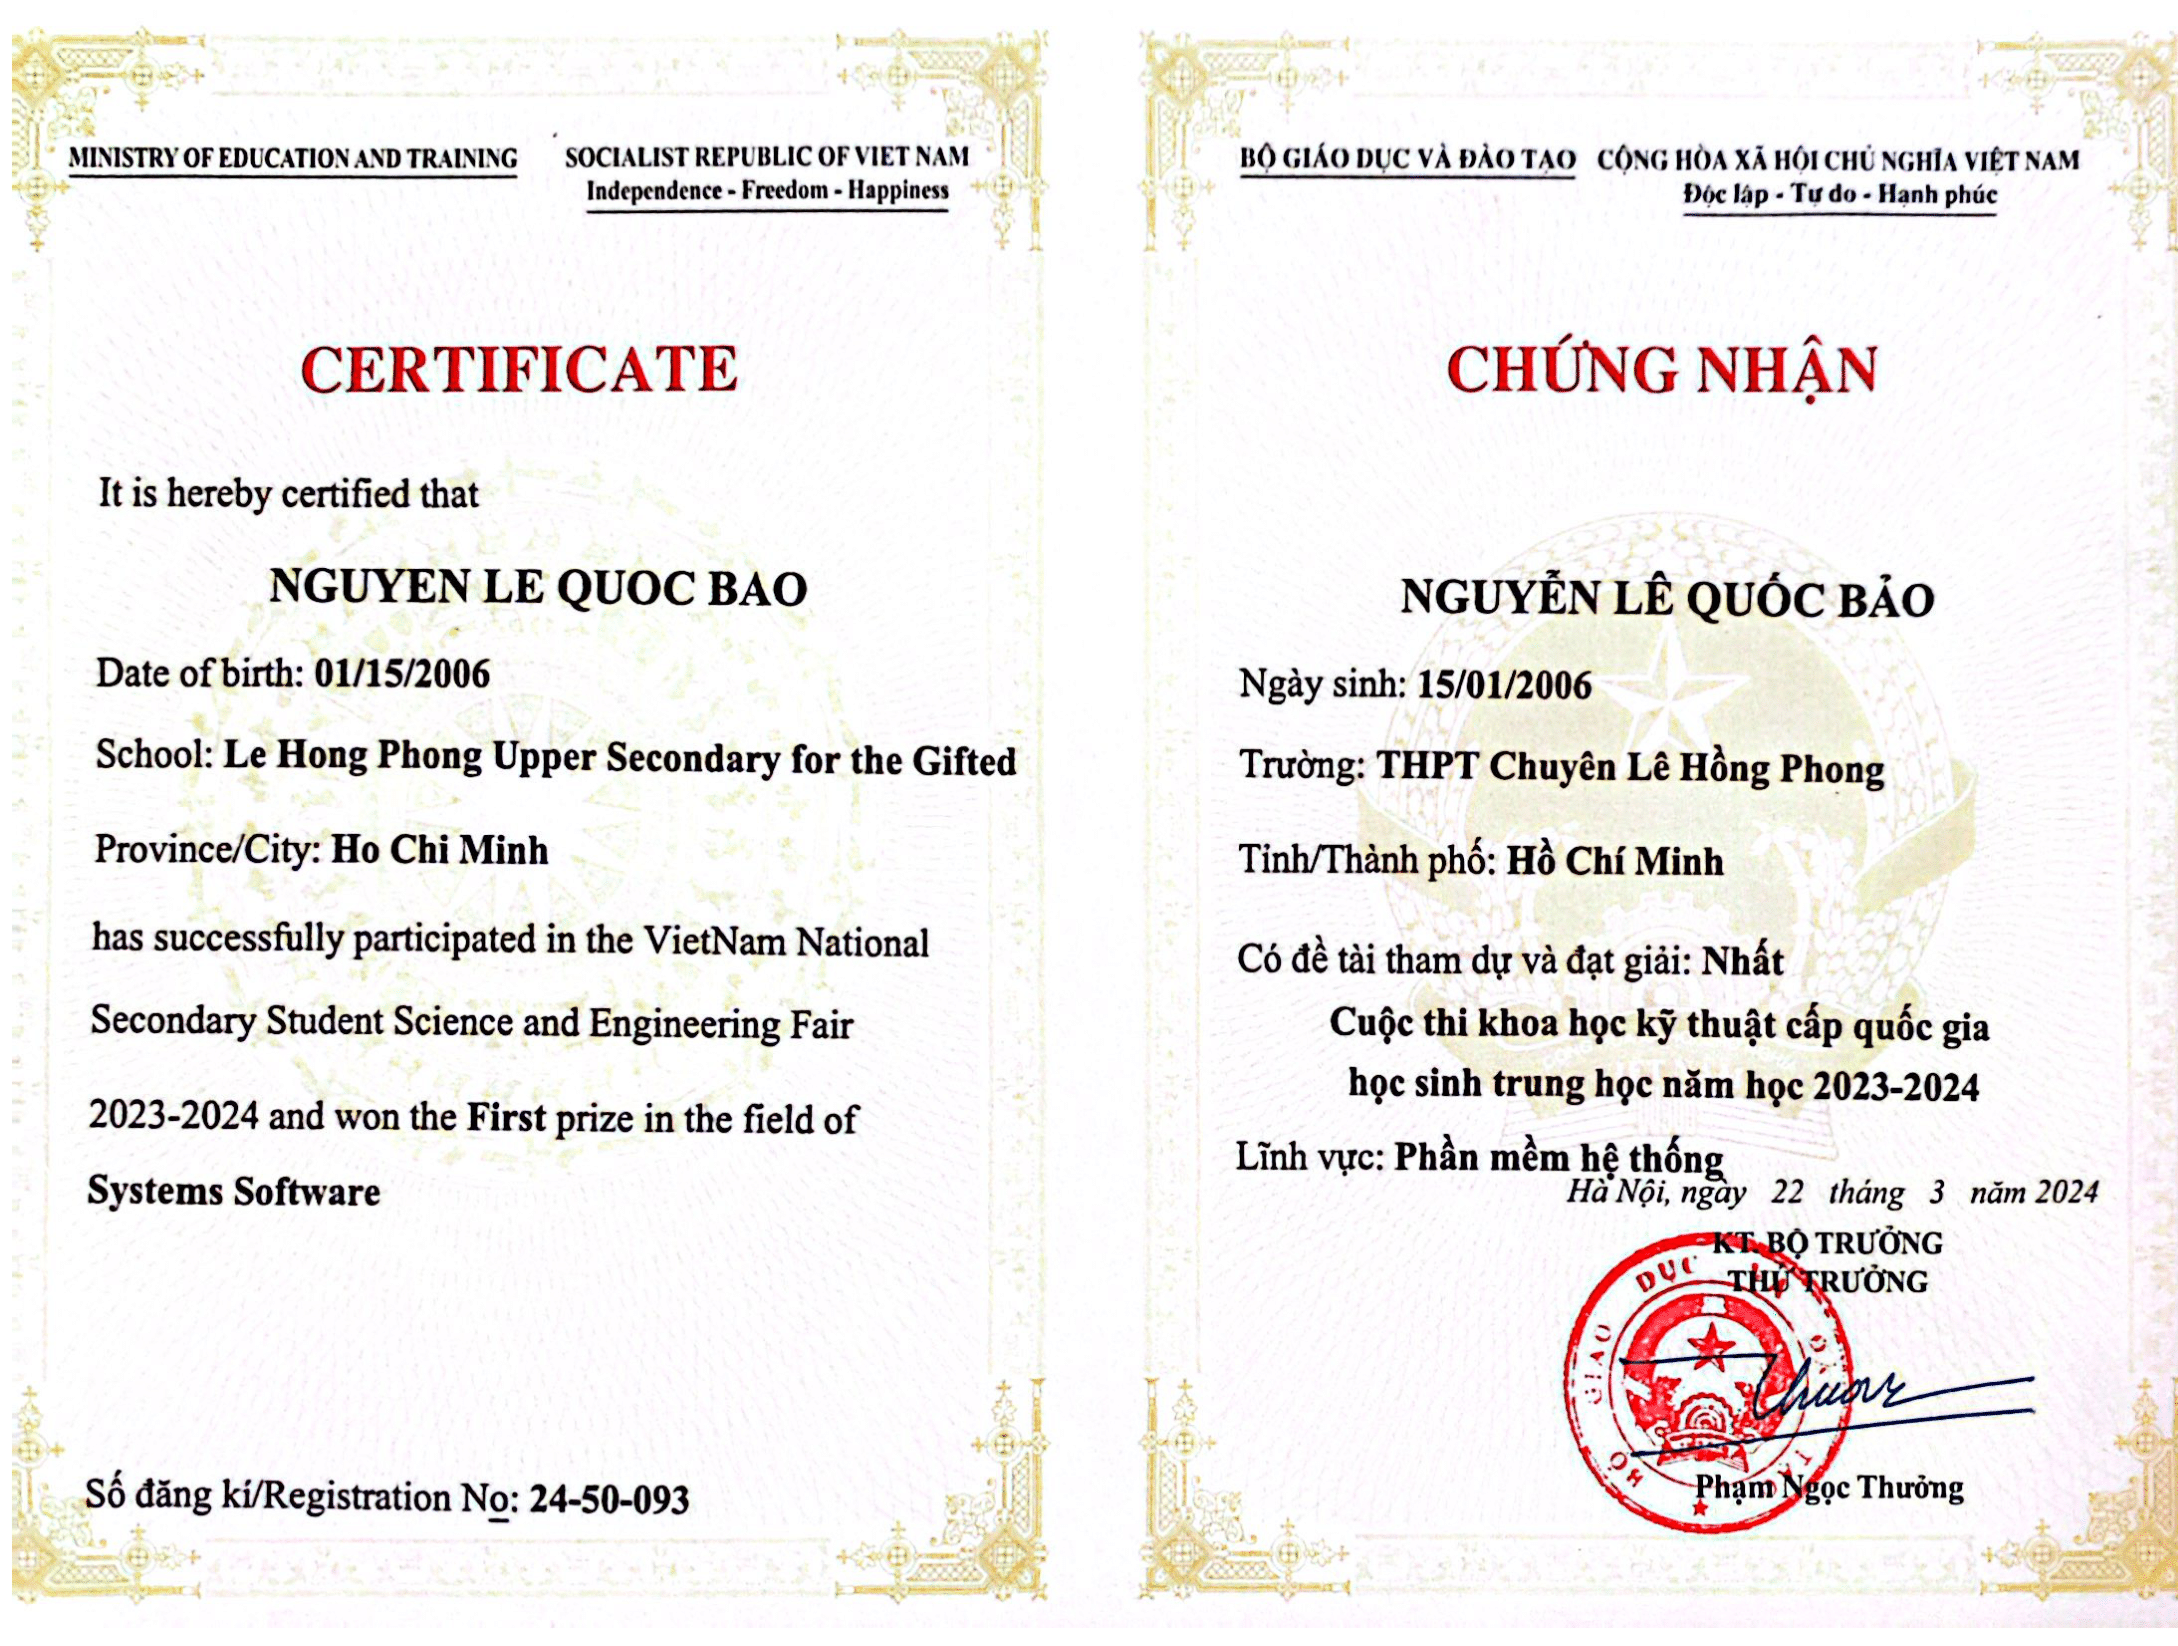 MINISTRY OF EDUCATION AND TRAINING
SOCIALIST REPUBLIC OF VIET NAM
Independence - Freedom - Happiness
CERTIFICATE
It is hereby certified that
NGUYEN LE QUOC BAO
Date of birth: 01/15/2006
School: Le Hong Phong Upper Secondary for the Gifted
Province/City: Ho Chi Minh
has successfully participated in the VietNam National
Secondary Student Science and Engineering Fair
2023-2024 and won the First prize in the field of
Systems Software
Số đăng kí/Registration No: 24-50-093
BỘ GIÁO DỤC VÀ ĐÀO TẠO
CỘNG HÒA XÃ HỘI CHỦ NGHĨA VIỆT NAM
Độc lập - Tự do - Hạnh phúc
CHỨNG NHẬN
NGUYỄN LÊ QUỐC BẢO
Ngày sinh: 15/01/2006
Trường: THPT Chuyên Lê Hồng Phong
Tỉnh/Thành phố: Hồ Chí Minh
Có đề tài tham dự và đạt giải: Nhất
Cuộc thi khoa học kỹ thuật cấp quốc gia
học sinh trung học năm học 2023-2024
Lĩnh vực: Phần mềm hệ thống
Hà Nội, ngày 22 tháng 3 năm 2024
KT. BỘ TRƯỞNG
THỨ TRƯỞNG
BỘ GIÁO DỤC
Phạm Ngọc Thưởng